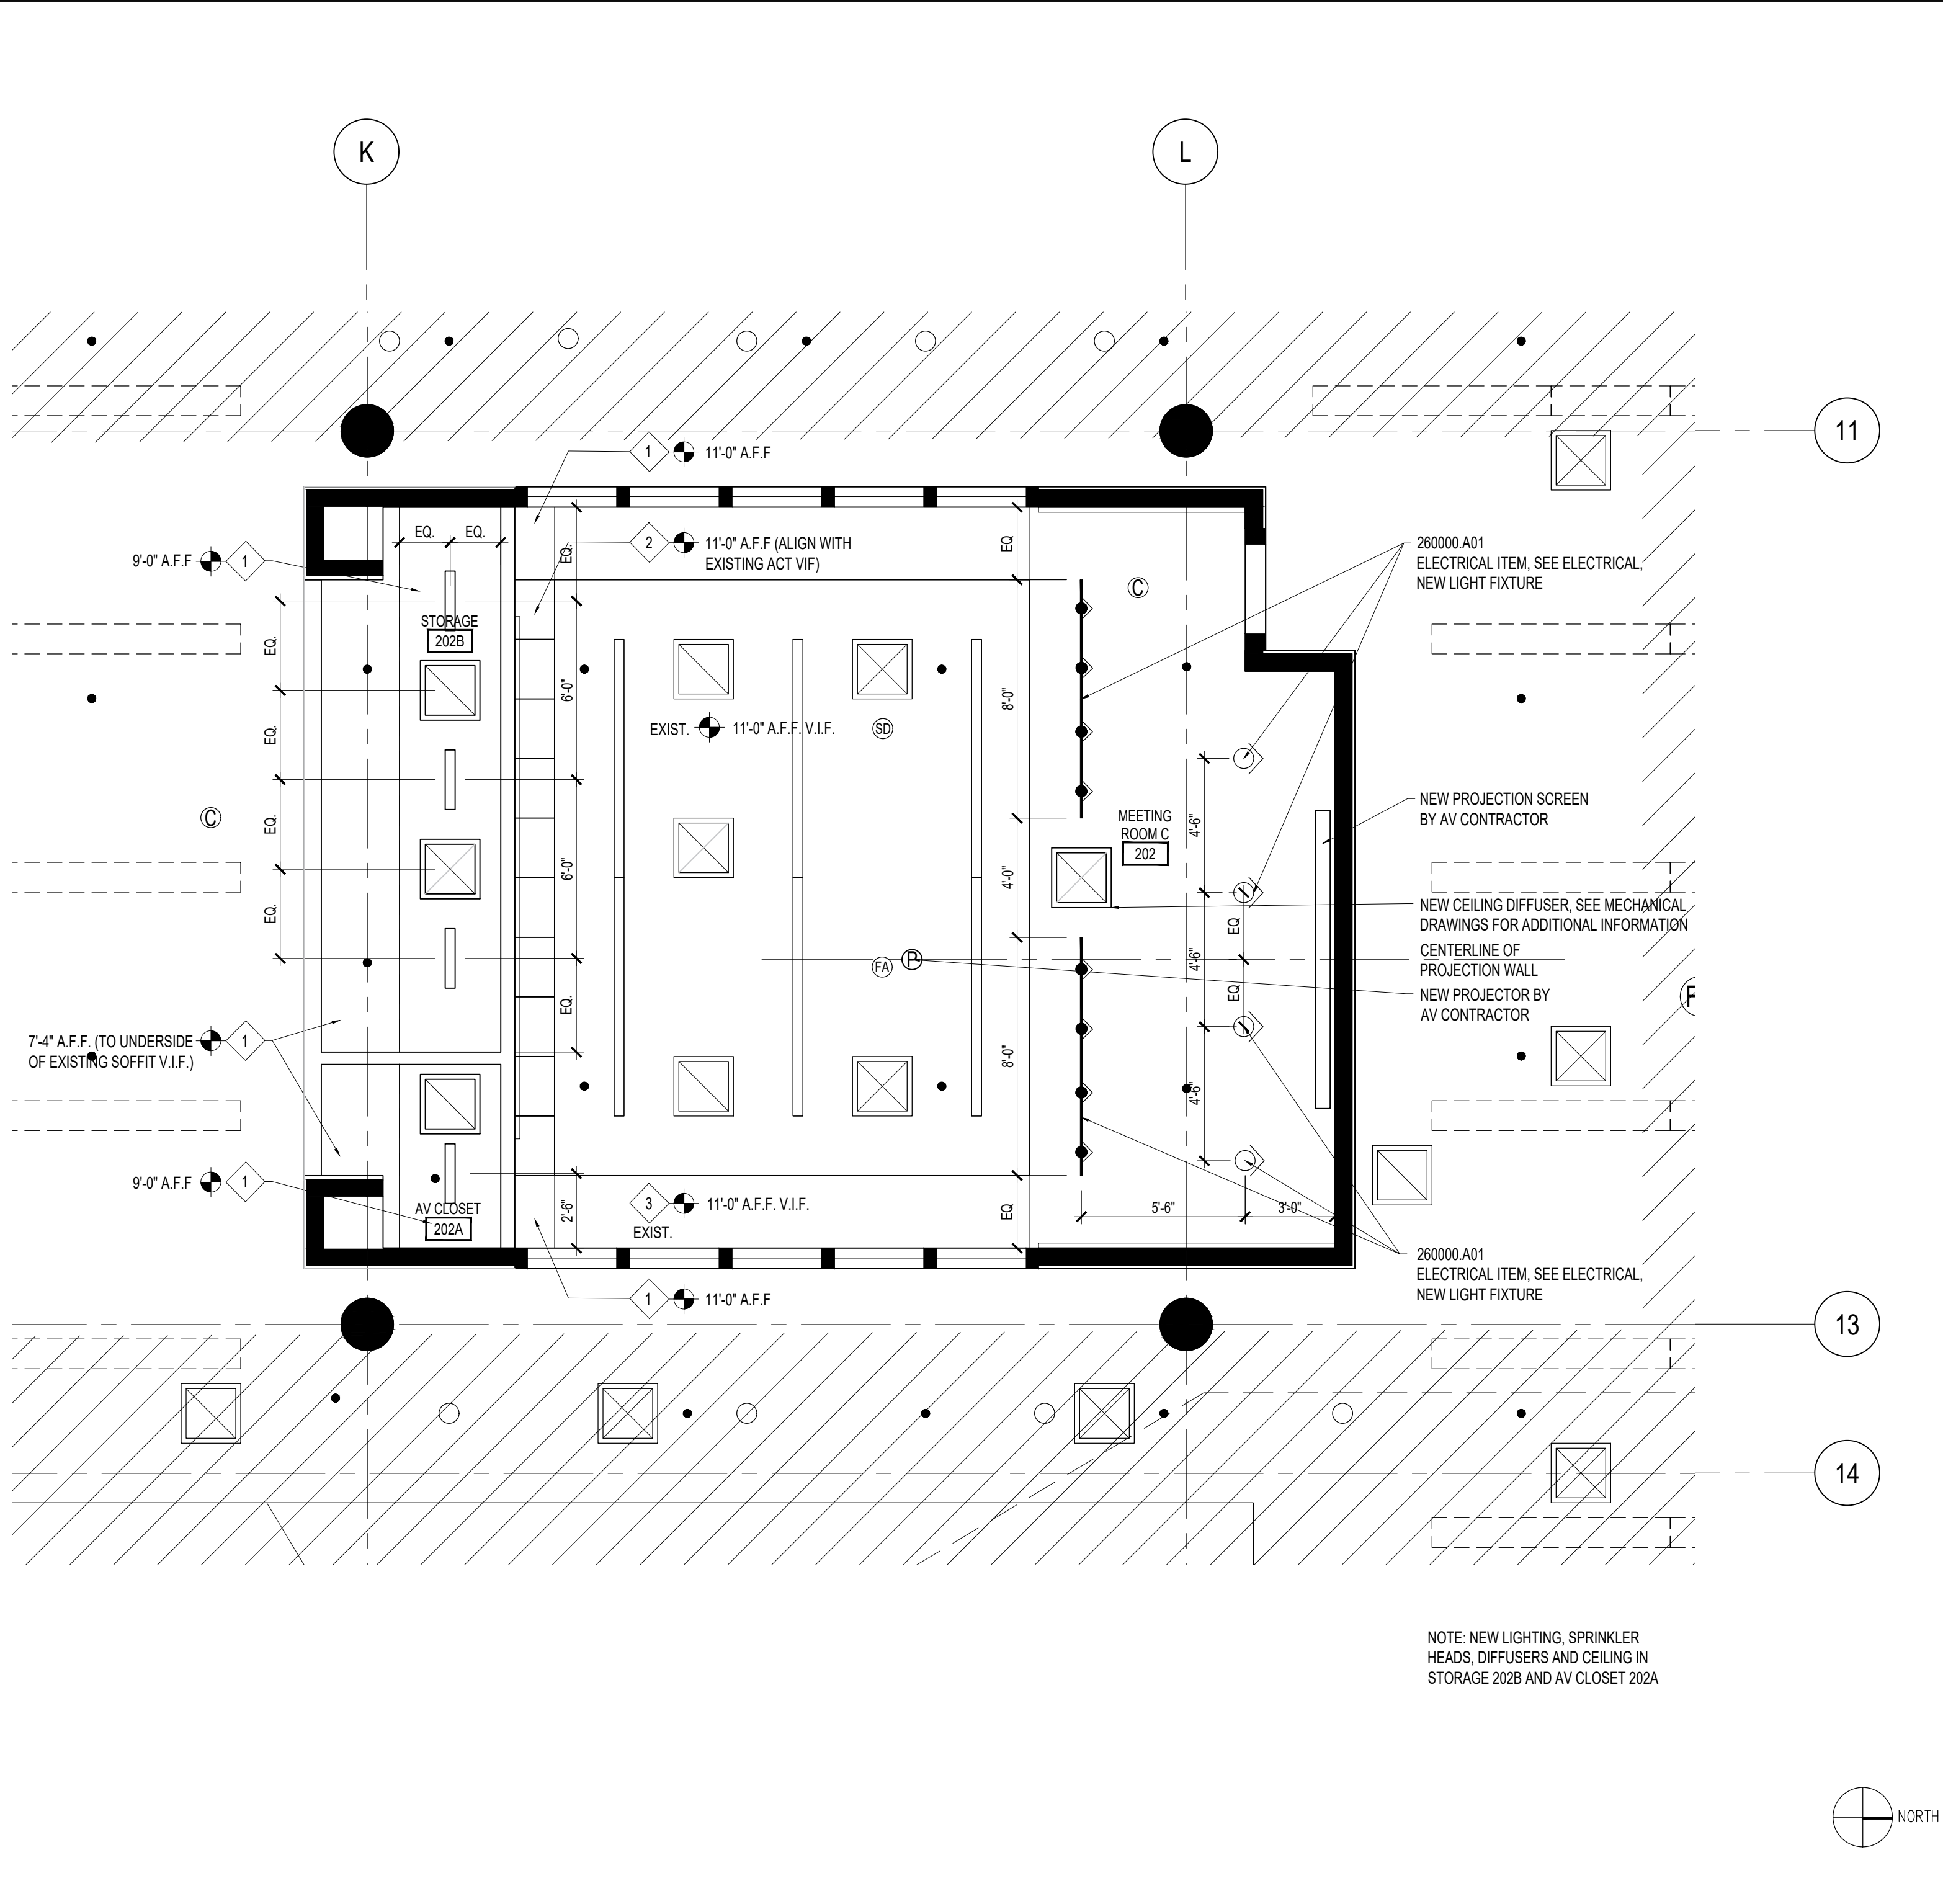 K
L
11
1
11'-0" A.F.F
EQ.
EQ.
EQ.
EQ
2
11'-0" A.F.F (ALIGN WITH
EXISTING ACT VIF)
260000.A01
ELECTRICAL ITEM, SEE ELECTRICAL,
NEW LIGHT FIXTURE
9'-0" A.F.F
1
C
STORAGE
202B
EQ.
6'-0"
8'-0"
EXIST.
11'-0" A.F.F. V.I.F.
SD
EQ.
NEW PROJECTION SCREEN
BY AV CONTRACTOR
C
EQ.
MEETING
ROOM C
202
4'-6"
6'-0"
4'-0"
EQ.
NEW CEILING DIFFUSER, SEE MECHANICAL
DRAWINGS FOR ADDITIONAL INFORMATION
EQ
CENTERLINE OF
PROJECTION WALL
FA
P
4'-6"
EQ
NEW PROJECTOR BY
AV CONTRACTOR
EQ.
7'-4" A.F.F. (TO UNDERSIDE
OF EXISTING SOFFIT V.I.F.)
1
8'-0"
4'-6"
9'-0" A.F.F
1
AV CLOSET
202A
2'-6"
3
11'-0" A.F.F. V.I.F.
EXIST.
EQ
5'-6"
3'-0"
260000.A01
ELECTRICAL ITEM, SEE ELECTRICAL,
NEW LIGHT FIXTURE
1
11'-0" A.F.F
13
14
NOTE: NEW LIGHTING, SPRINKLER
HEADS, DIFFUSERS AND CEILING IN
STORAGE 202B AND AV CLOSET 202A
NORTH